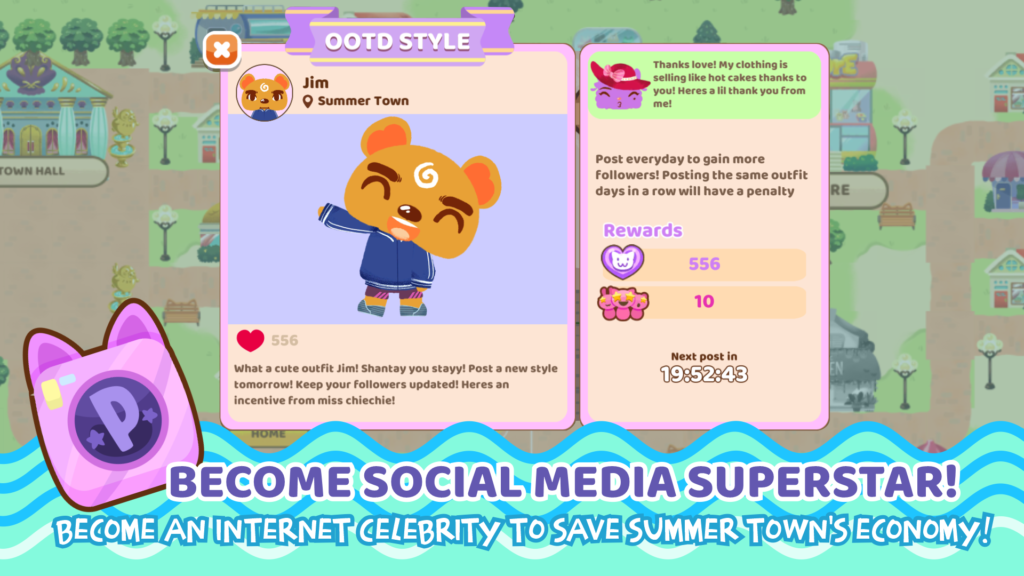 OOTD STYLE
Jim
Summer Town
556
What a cute outfit Jim! Shantay you stayy! Post a new style
tomorrow! Keep your followers updated! Heres an
incentive from miss chiechie!
Thanks love! My clothing is
selling like hot cakes thanks to
you! Heres a lil thank you from
me!
Post everyday to gain more
followers! Posting the same outfit
days in a row will have a penalty
Rewards
556
10
Next post in
19:52:43
TOWN HALL
HOME
P
BECOME SOCIAL MEDIA SUPERSTAR!
BECOME AN INTERNET CELEBRITY TO SAVE SUMMER TOWN'S ECONOMY!